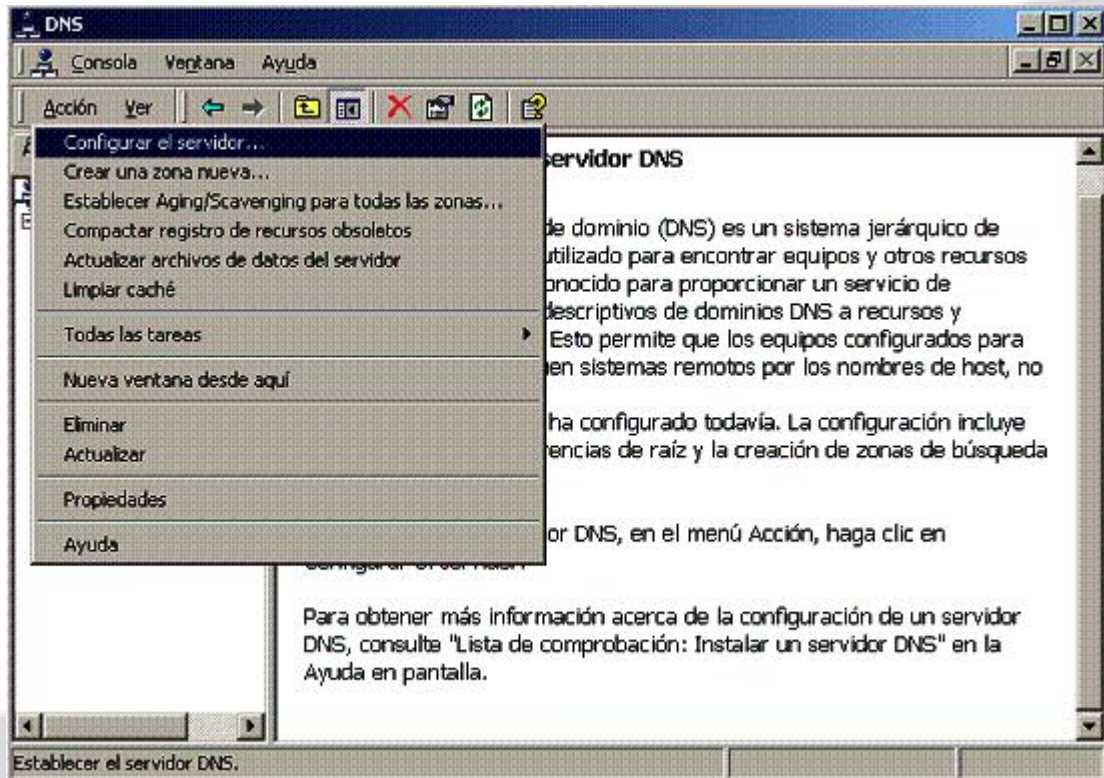 DNS
Consola Ventana Ayuda
Acción Ver
Configurar el servidor...
Crear una zona nueva...
Establecer Aging/Scavenging para todas las zonas...
Compactar registro de recursos obsoletos
Actualizar archivos de datos del servidor
Limpiar caché
Todas las tareas
Nueva ventana desde aquí
Eliminar
Actualizar
Propiedades
Ayuda
servidor DNS
de dominio (DNS) es un sistema jerárquico de
utilizado para encontrar equipos y otros recursos
onocido para proporcionar un servicio de
descriptivos de dominios DNS a recursos y
Esto permite que los equipos configurados para
en sistemas remotos por los nombres de host, no
ha configurado todavía. La configuración incluye
rencias de raíz y la creación de zonas de búsqueda
or DNS, en el menú Acción, haga clic en
Para obtener más información acerca de la configuración de un servidor
DNS, consulte "Lista de comprobación: Instalar un servidor DNS" en la
Ayuda en pantalla.
Establecer el servidor DNS.